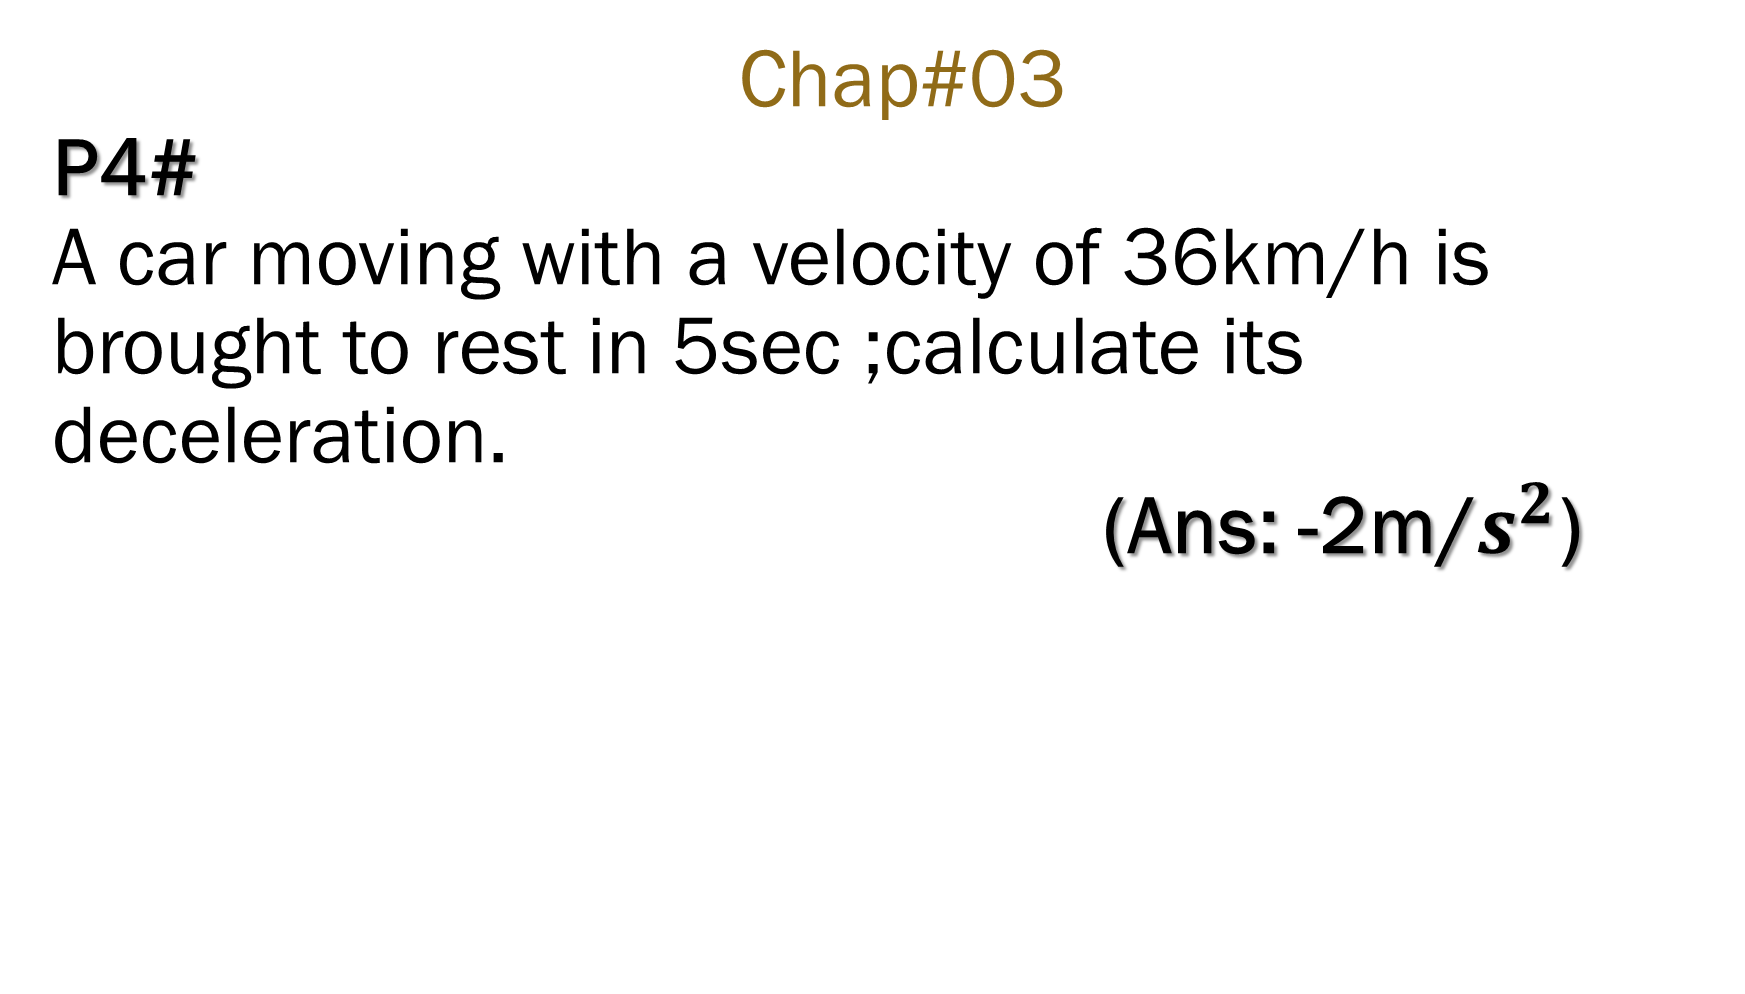 Chap#03
P4#
A car moving with a velocity of 36km/h is
brought to rest in 5sec ;calculate its
deceleration.
(Ans: -2m/𝒔²)